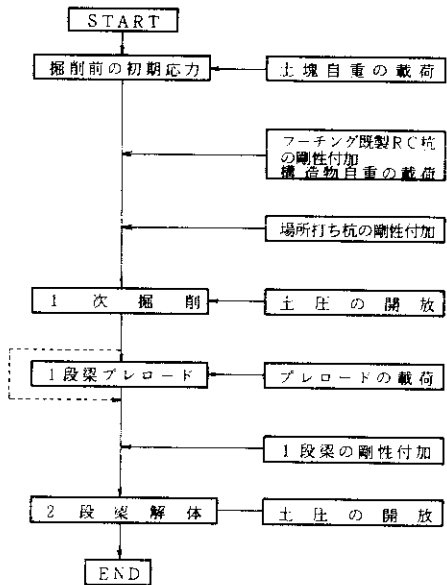 START
掘削前の初期応力
土塊自重の載荷
フーチング既製RC杭
の剛性付加
構造物自重の載荷
場所打ち杭の剛性付加
1次掘削
土圧の開放
1段梁プレロード
プレロードの載荷
1段梁の剛性付加
2段梁解体
土圧の開放
END